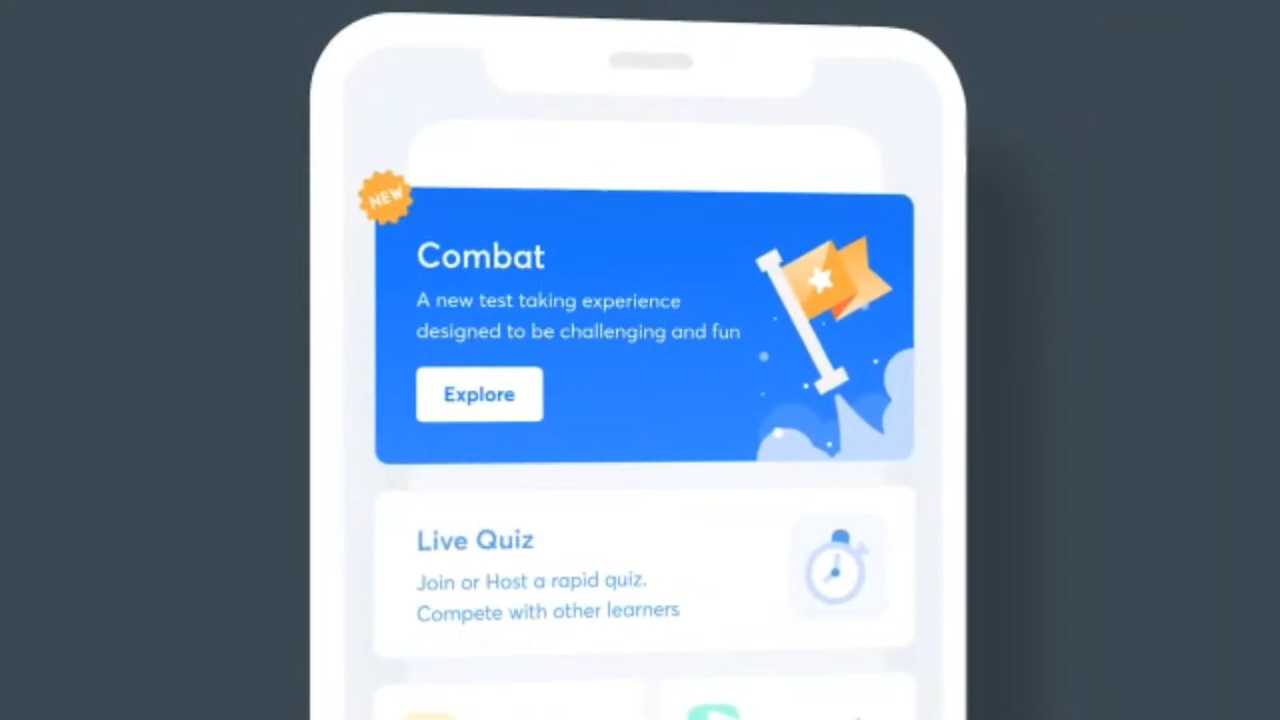 NEW
Combat
A new test taking experience
designed to be challenging and fun
Explore
Live Quiz
Join or Host a rapid quiz.
Compete with other learners